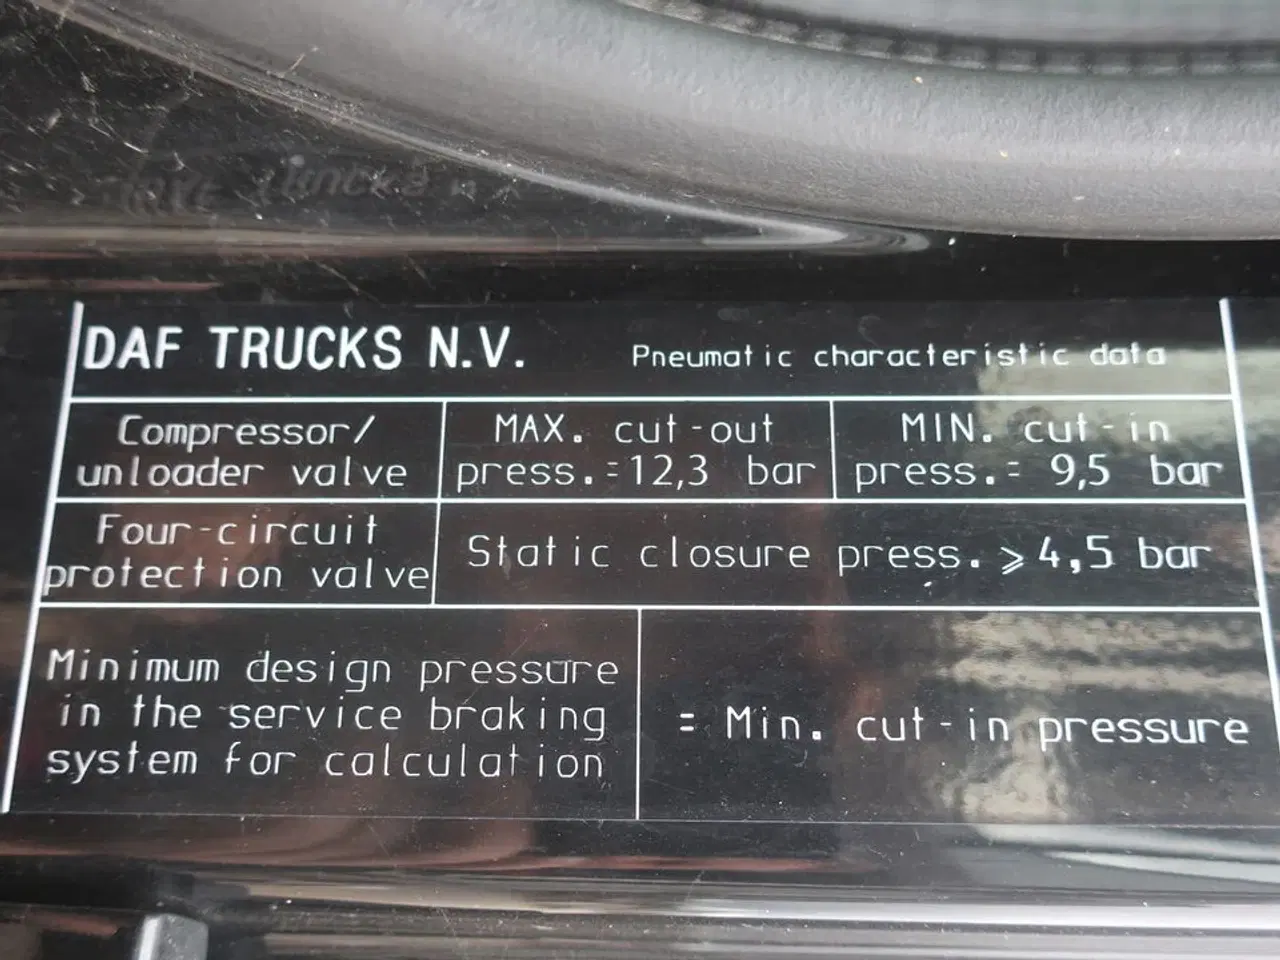 DAF TRUCKS N.V. Pneumatic characteristic data
Compressor/
unloader valve
MAX. cut-out
press.=12,3 bar
MIN. cut-in
press.= 9,5 bar
Four-circuit
protection valve
Static closure press. ⩾4,5 bar
Minimum design pressure
in the service braking
system for calculation
= Min. cut-in pressure